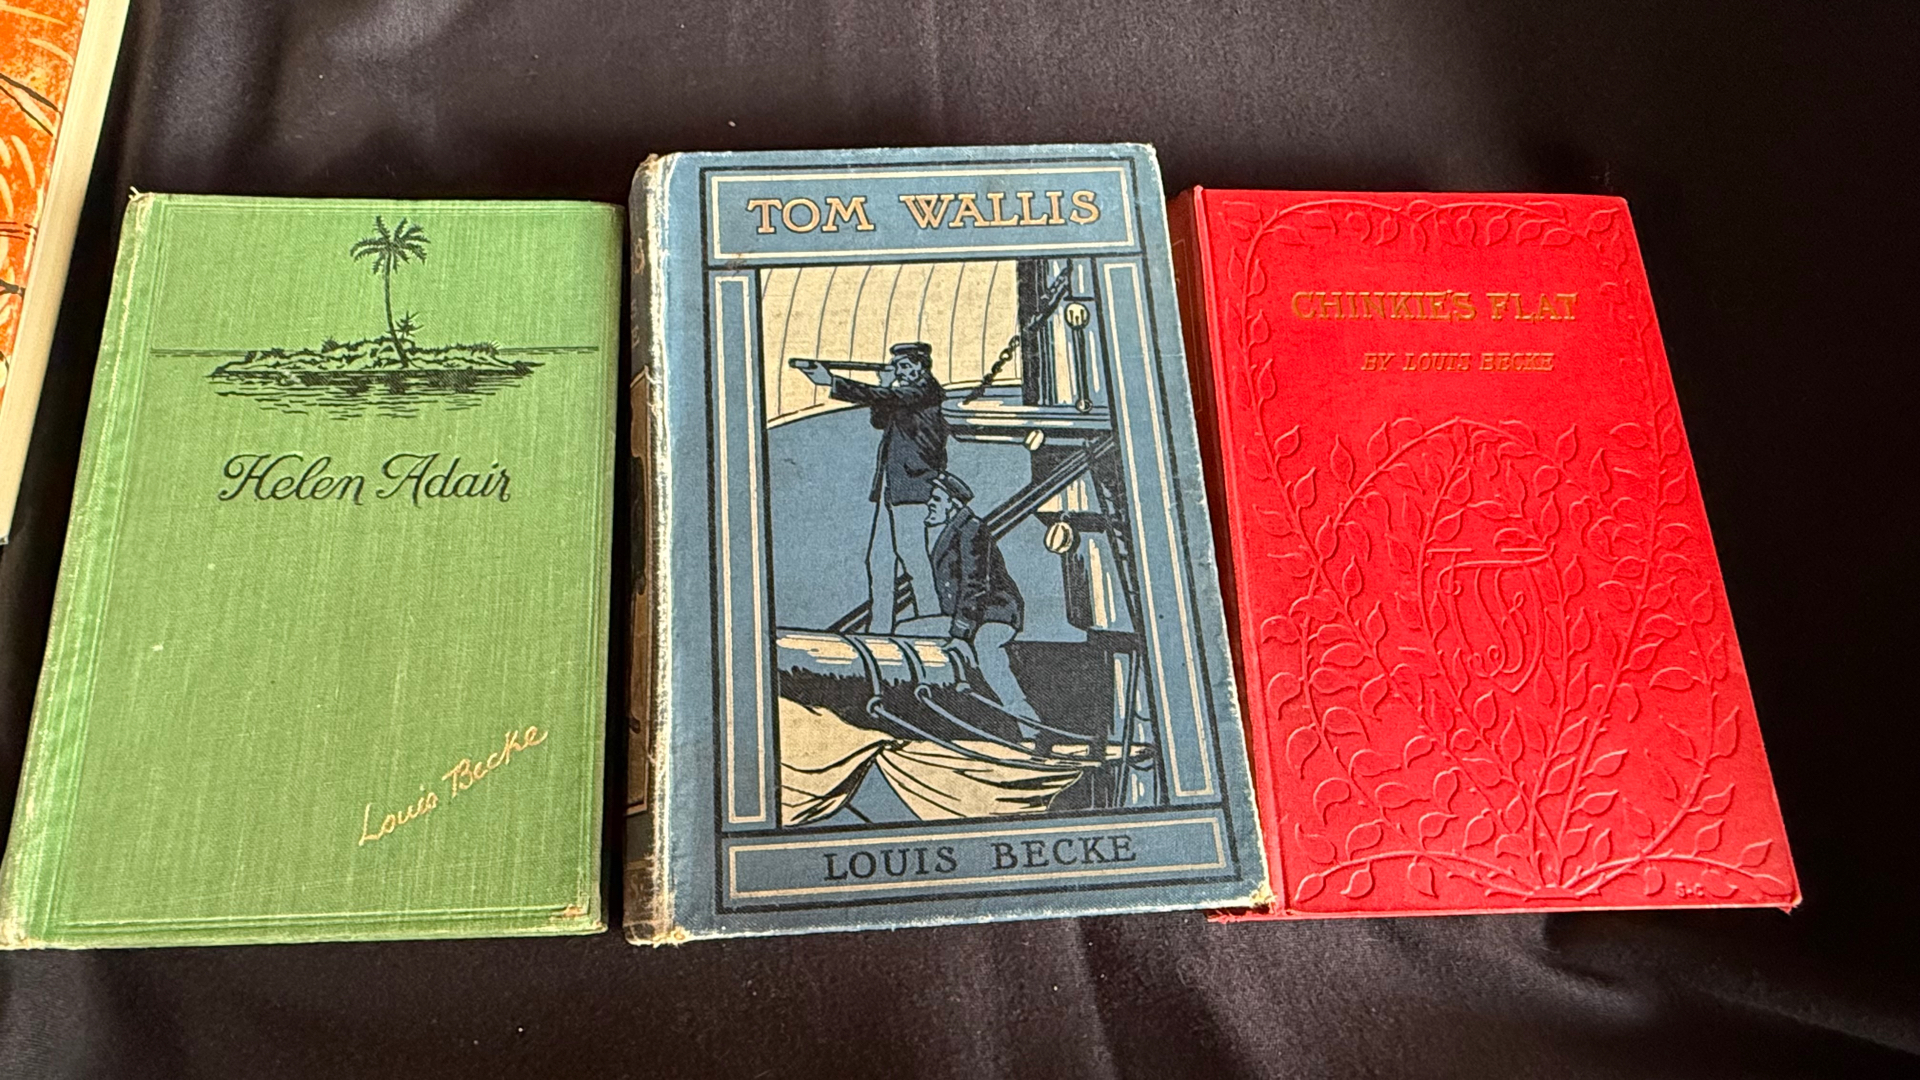 Helen Adair
Louis Becke
TOM WALLIS
LOUIS BECKE
CHINKIE'S FLAT
BY LOUIS BECKE
S·C